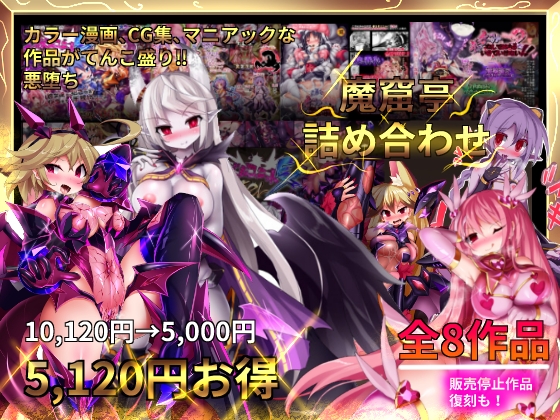 カラー漫画、CG集、マニアックな
作品がてんこ盛り!!
悪堕ち
魔窟亭
詰め合わせ
10,120円→5,000円
5,120円お得
全8作品
販売停止作品
復刻も！